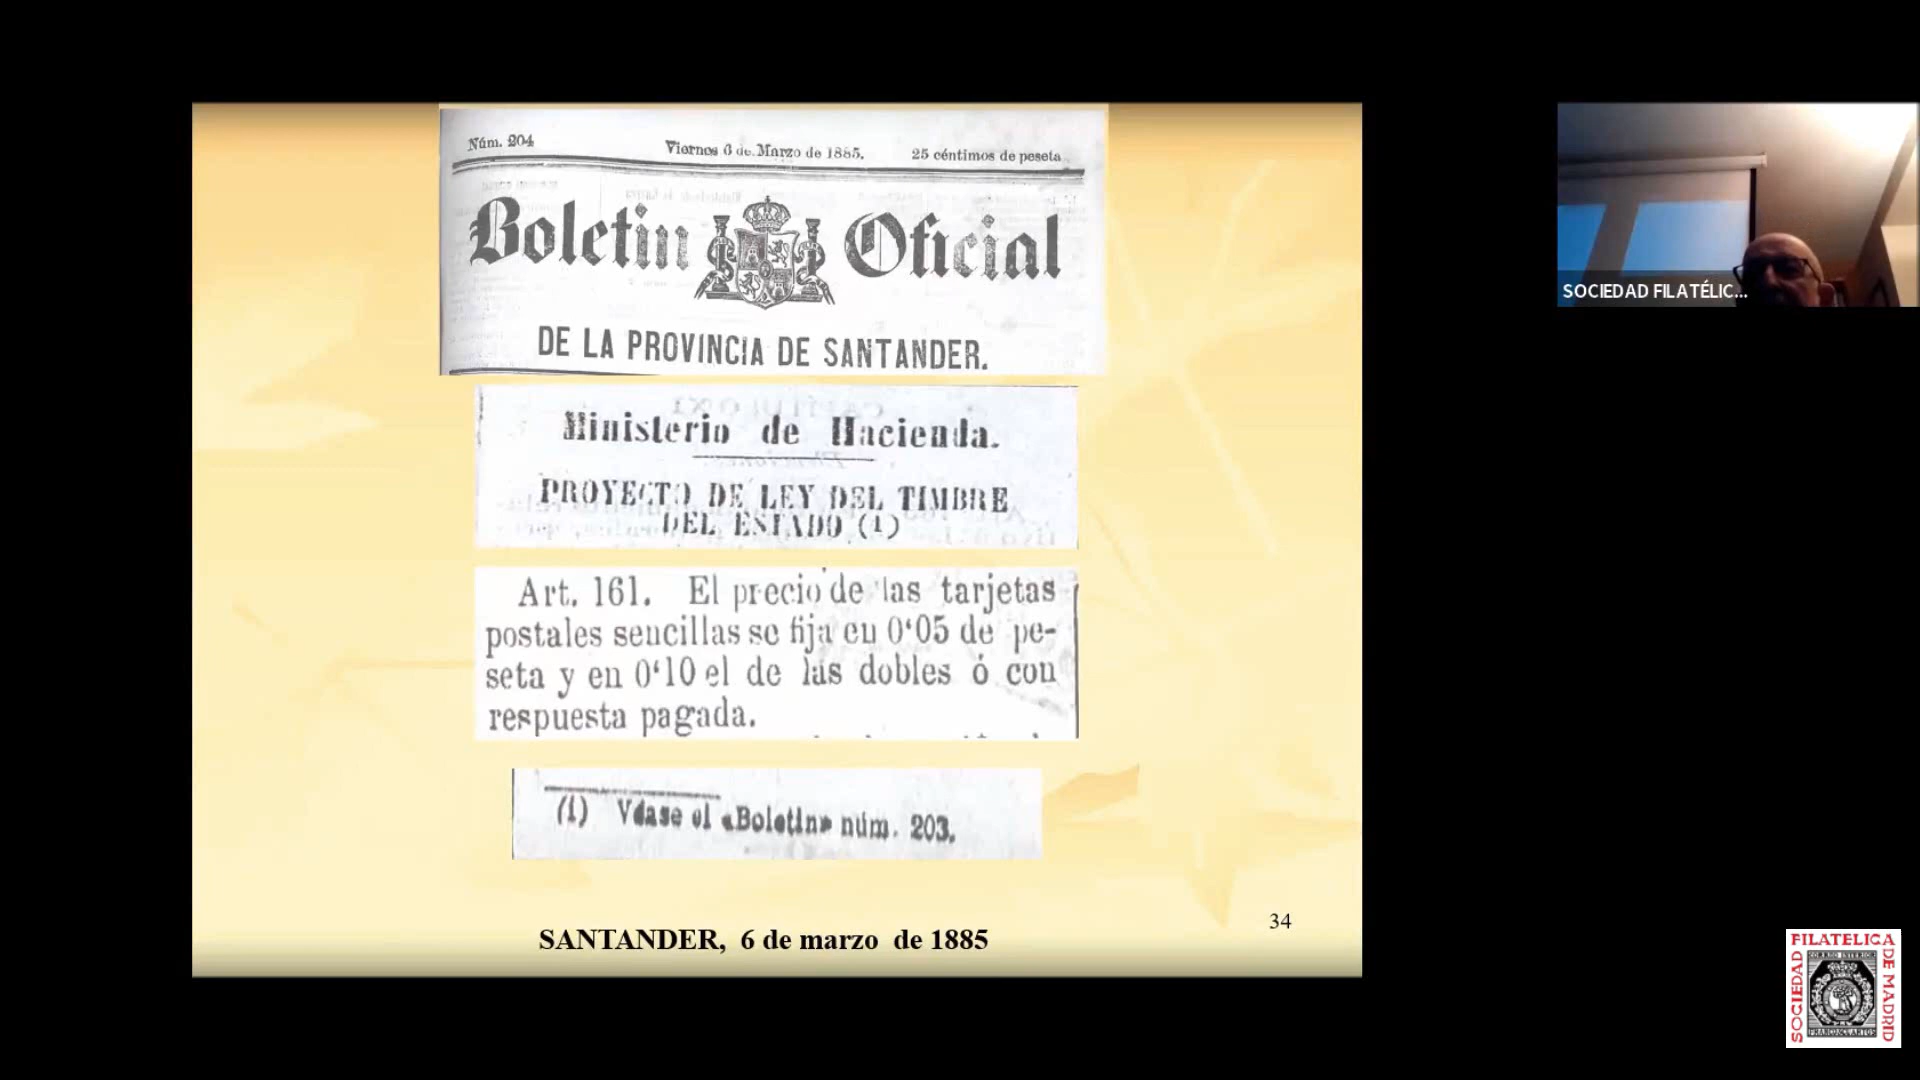 Núm. 204 Viernes 6 de Marzo de 1885. 25 céntimos de peseta
Boletin Oficial
DE LA PROVINCIA DE SANTANDER.
Ministerio de Hacienda.
PROYECTO DE LEY DEL TIMBRE
DEL ESTADO (1)
Art. 161. El precio de las tarjetas
postales sencillas se fija en 0‘05 de pe-
seta y en 0‘10 el de las dobles ó con
respuesta pagada.
(1) Véase el «Boletin» núm. 203.
SANTANDER, 6 de marzo de 1885
34
SOCIEDAD FILATÉLIC...
SOCIEDAD
FILATELICA
DE MADRID
CORREO INTERIOR